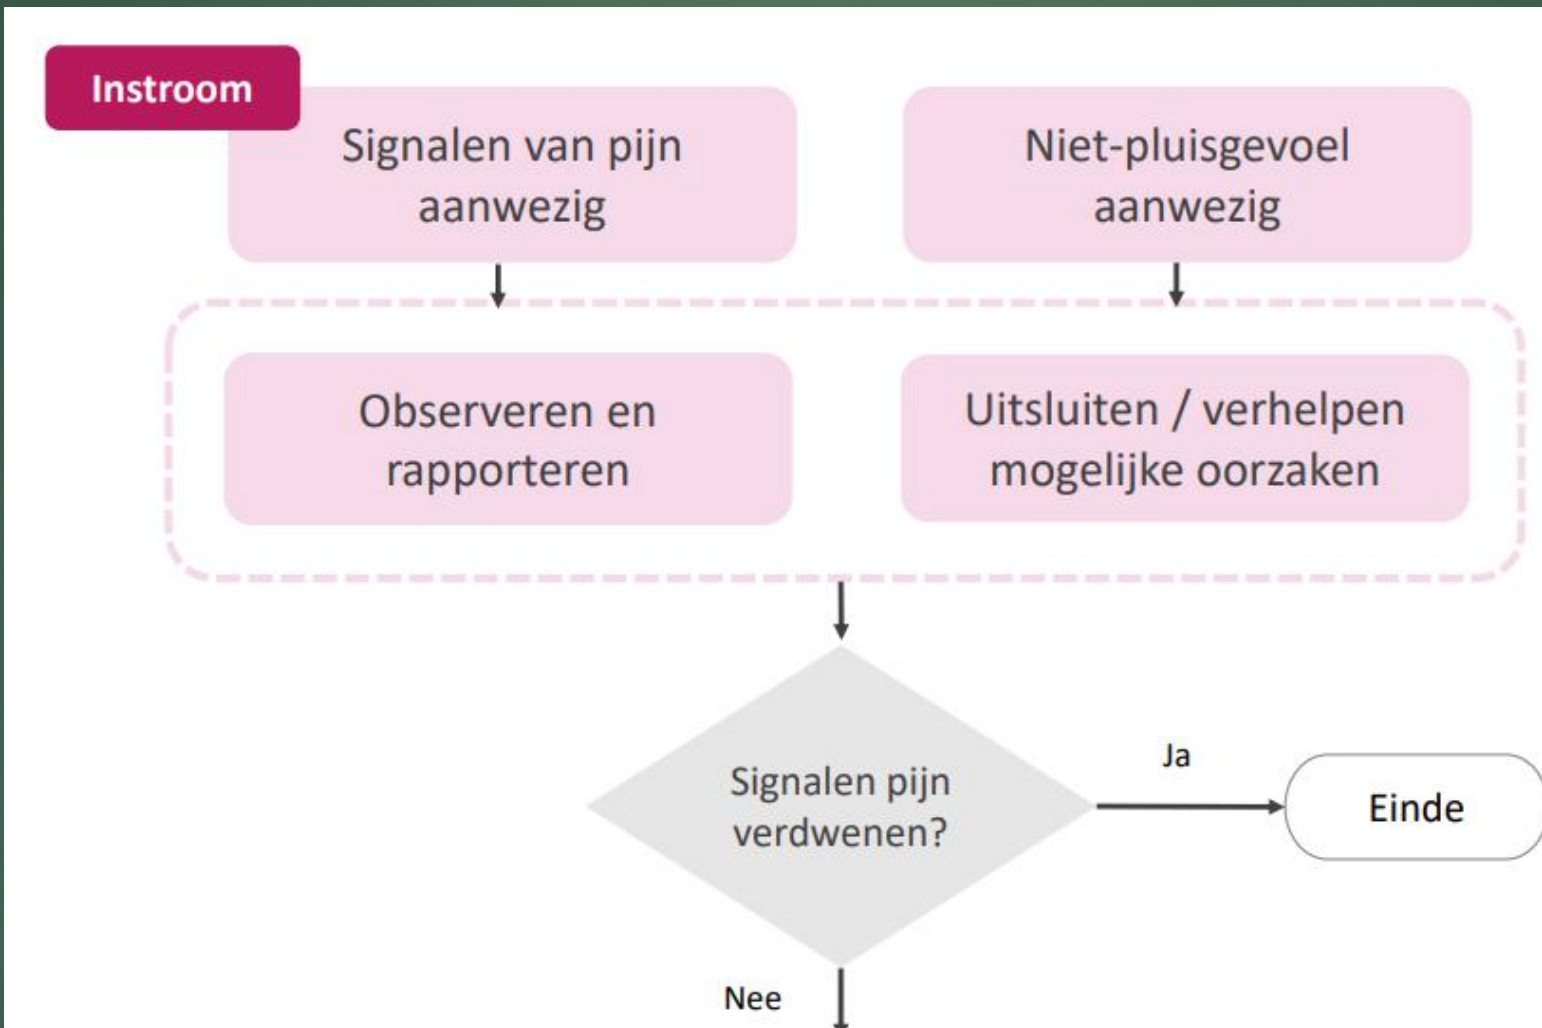 Instroom
Signalen van pijn
aanwezig
Niet-pluisgevoel
aanwezig
Observeren en
rapporteren
Uitsluiten / verhelpen
mogelijke oorzaken
Signalen pijn
verdwenen?
Ja
Einde
Nee